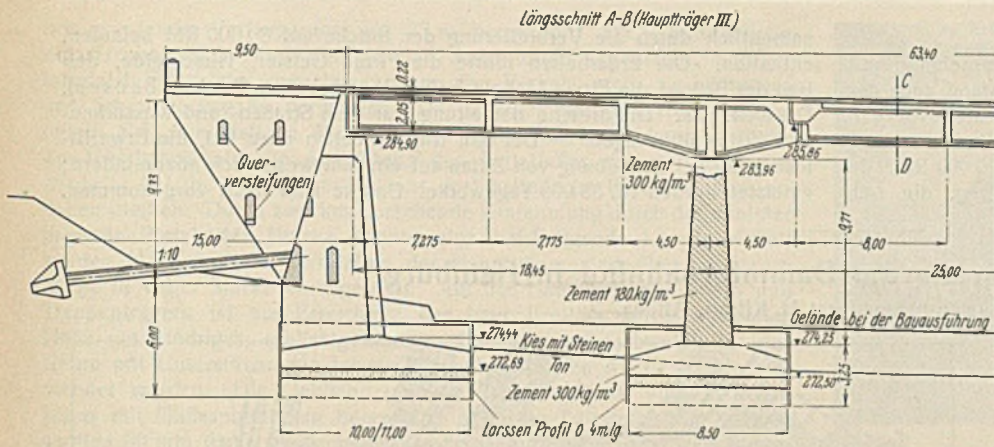 Längsschnitt A-B (Hauptträger III)
9,50
63,40
0,22
2,05
C
284,90
285,86
D
Quer-
versteifungen
Zement
300 kg/m³
283,96
9,13
9,71
15,00
7,275
7,175
4,50
4,50
8,00
1:10
18,45
25,00
Zement 180 kg/m³
Gelände bei der Bauausführung
6,00
274,44
Kies mit Steinen
274,25
272,69
Ton
272,50
Zement 300 kg/m³
10,00/11,00
Larssen Profil 0 4 m lg
8,50